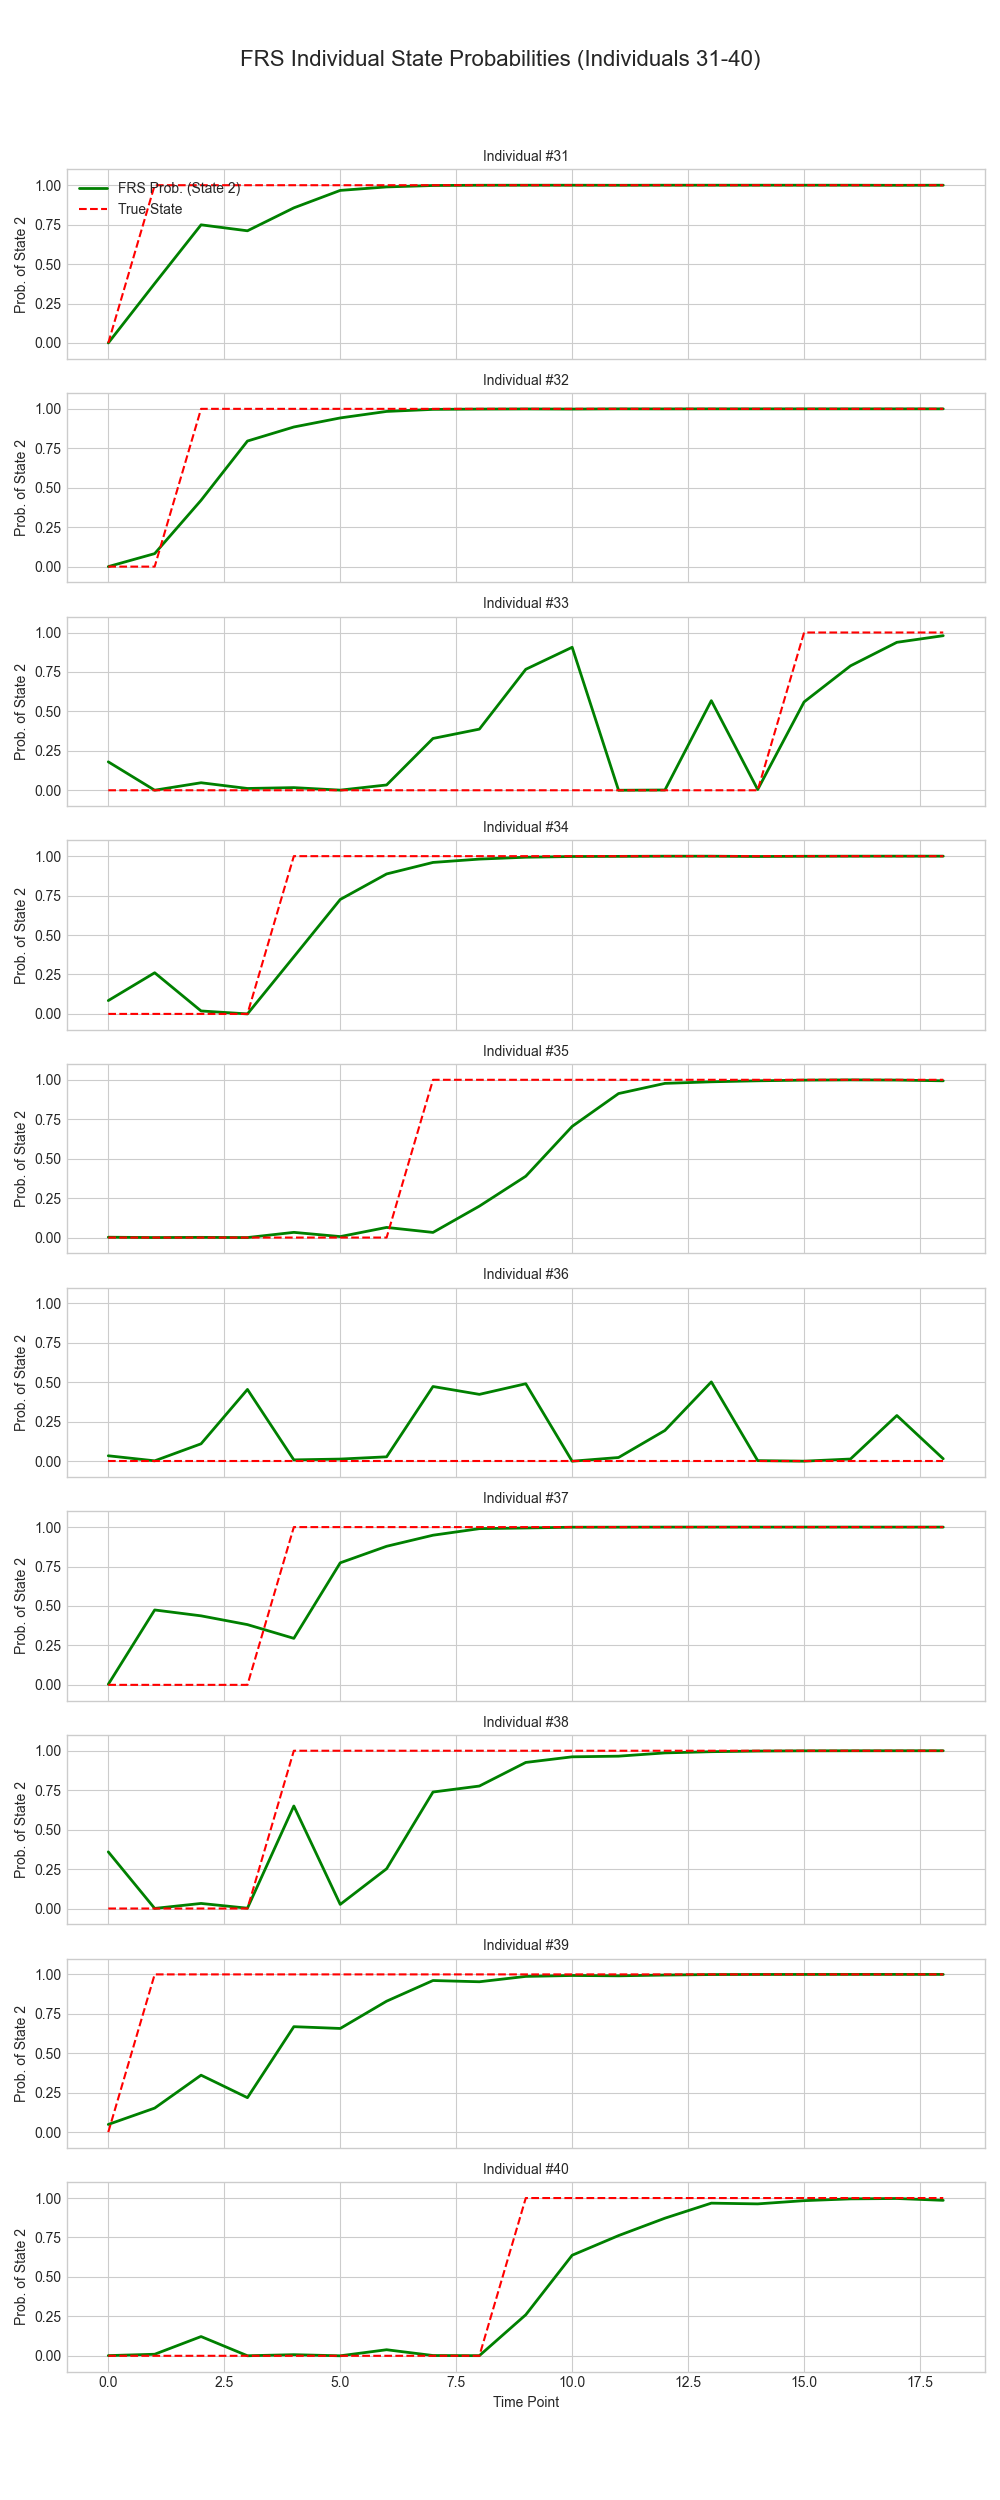 FRS Individual State Probabilities (Individuals 31-40)
Individual #31
FRS Prob. (State 2)
True State
Prob. of State 2
1.00
0.75
0.50
0.25
0.00
Individual #32
Prob. of State 2
1.00
0.75
0.50
0.25
0.00
Individual #33
Prob. of State 2
1.00
0.75
0.50
0.25
0.00
Individual #34
Prob. of State 2
1.00
0.75
0.50
0.25
0.00
Individual #35
Prob. of State 2
1.00
0.75
0.50
0.25
0.00
Individual #36
Prob. of State 2
1.00
0.75
0.50
0.25
0.00
Individual #37
Prob. of State 2
1.00
0.75
0.50
0.25
0.00
Individual #38
Prob. of State 2
1.00
0.75
0.50
0.25
0.00
Individual #39
Prob. of State 2
1.00
0.75
0.50
0.25
0.00
Individual #40
Prob. of State 2
1.00
0.75
0.50
0.25
0.00
0.0 2.5 5.0 7.5 10.0 12.5 15.0 17.5
Time Point